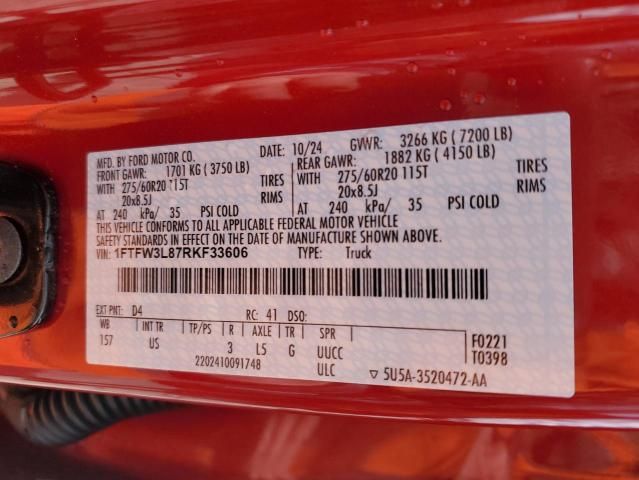 MFD. BY FORD MOTOR CO.
DATE: 10/24 GVWR: 3266 KG (7200 LB)
FRONT GAWR: 1701 KG (3750 LB)
REAR GAWR: 1882 KG (4150 LB)
WITH 275/60R20 115T TIRES
WITH 275/60R20 115T TIRES
20x8.5J RIMS
20x8.5J RIMS
AT 240 kPa/ 35 PSI COLD
AT 240 kPa/ 35 PSI COLD
THIS VEHICLE CONFORMS TO ALL APPLICABLE FEDERAL MOTOR VEHICLE
SAFETY STANDARDS IN EFFECT ON THE DATE OF MANUFACTURE SHOWN ABOVE.
VIN: 1FTFW3L87RKF33606 TYPE: Truck
EXT PNT: D4 RC: 41 DSO:
WB INT TR TP/PS R AXLE TR SPR
157 US 3 L5 G UUCC
F0221
T0398
2202410091748 ULC ▽ 5U5A-3520472-AA